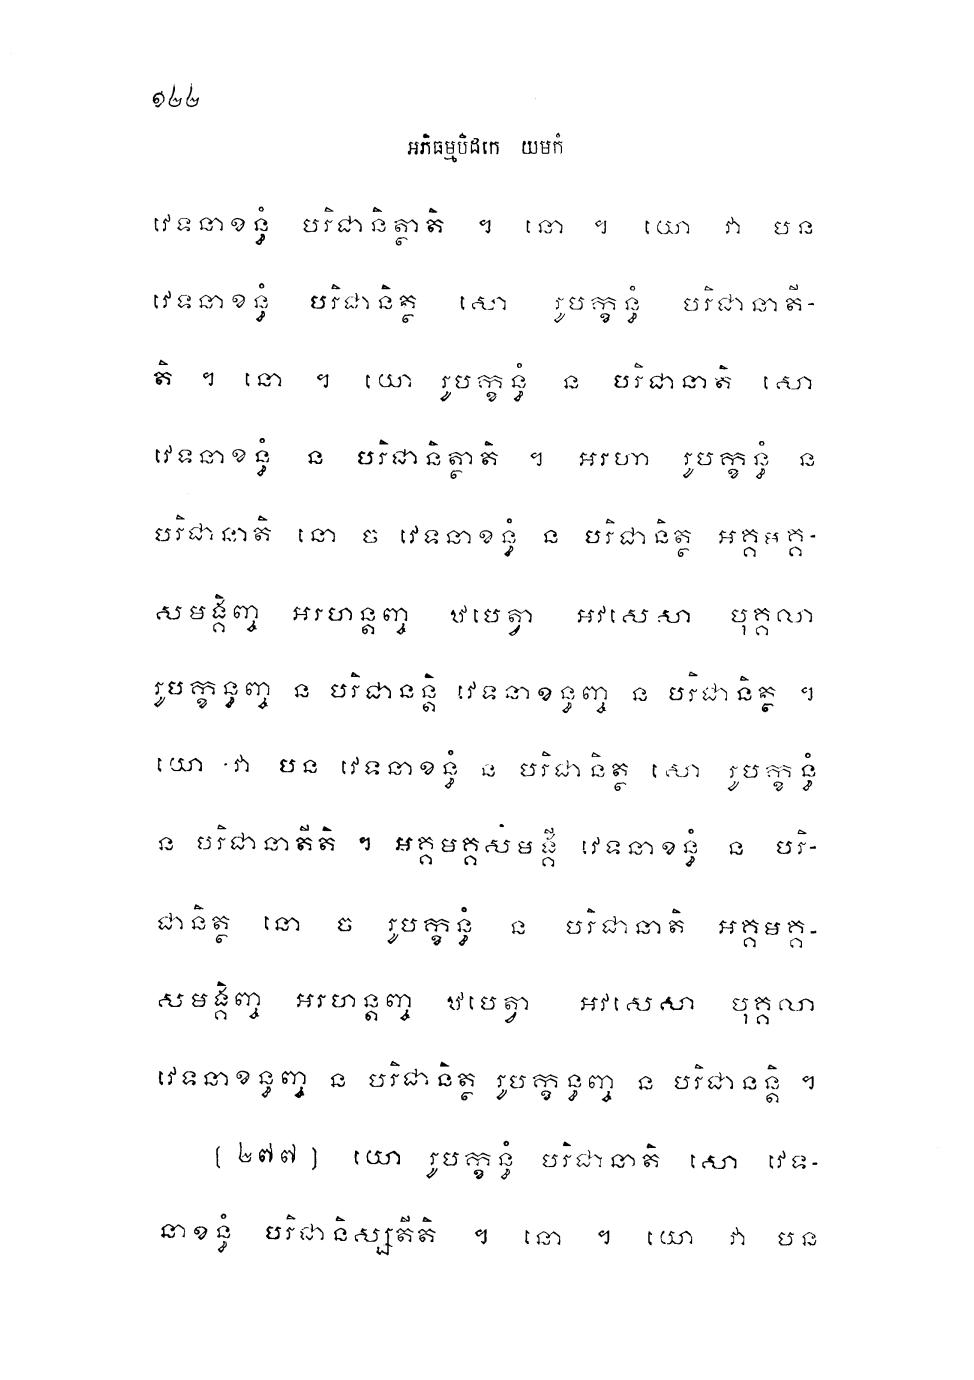 ១២២
អភិធម្មបិដកេ យមកំ
វេទនាខន្ធំ បរិជានិត្ថាតិ ។ នោ ។ យោ វា បន
វេទនាខន្ធំ បរិជានិត្ថ សោ រូបក្ខន្ធំ បរិជានាតី-
តិ ។ នោ ។ យោ រូបក្ខន្ធំ ន បរិជានាតិ សោ
វេទនាខន្ធំ ន បរិជានិត្ថាតិ ។ អរហា រូបក្ខន្ធំ ន
បរិជានាតិ នោ ច វេទនាខន្ធំ ន បរិជានិត្ថ អគ្គមគ្គ-
សមង្គិញ្ច អរហន្តញ្ច ឋបេត្វា អវសេសា បុគ្គលា
រូបក្ខន្ធញ្ច ន បរិជានន្តិ វេទនាខន្ធញ្ច ន បរិជានិត្ថ ។
យោ វា បន វេទនាខន្ធំ ន បរិជានិត្ថ សោ រូបក្ខន្ធំ
ន បរិជានាតីតិ ។ អគ្គមគ្គសមង្គី វេទនាខន្ធំ ន បរិ-
ជានិត្ថ នោ ច រូបក្ខន្ធំ ន បរិជានាតិ អគ្គមគ្គ-
សមង្គិញ្ច អរហន្តញ្ច ឋបេត្វា អវសេសា បុគ្គលា
វេទនាខន្ធញ្ច ន បរិជានិត្ថ រូបក្ខន្ធញ្ច ន បរិជានន្តិ ។
(២៧៧) យោ រូបក្ខន្ធំ បរិជានាតិ សោ វេទ-
នាខន្ធំ បរិជានិស្សតីតិ ។ នោ ។ យោ វា បន